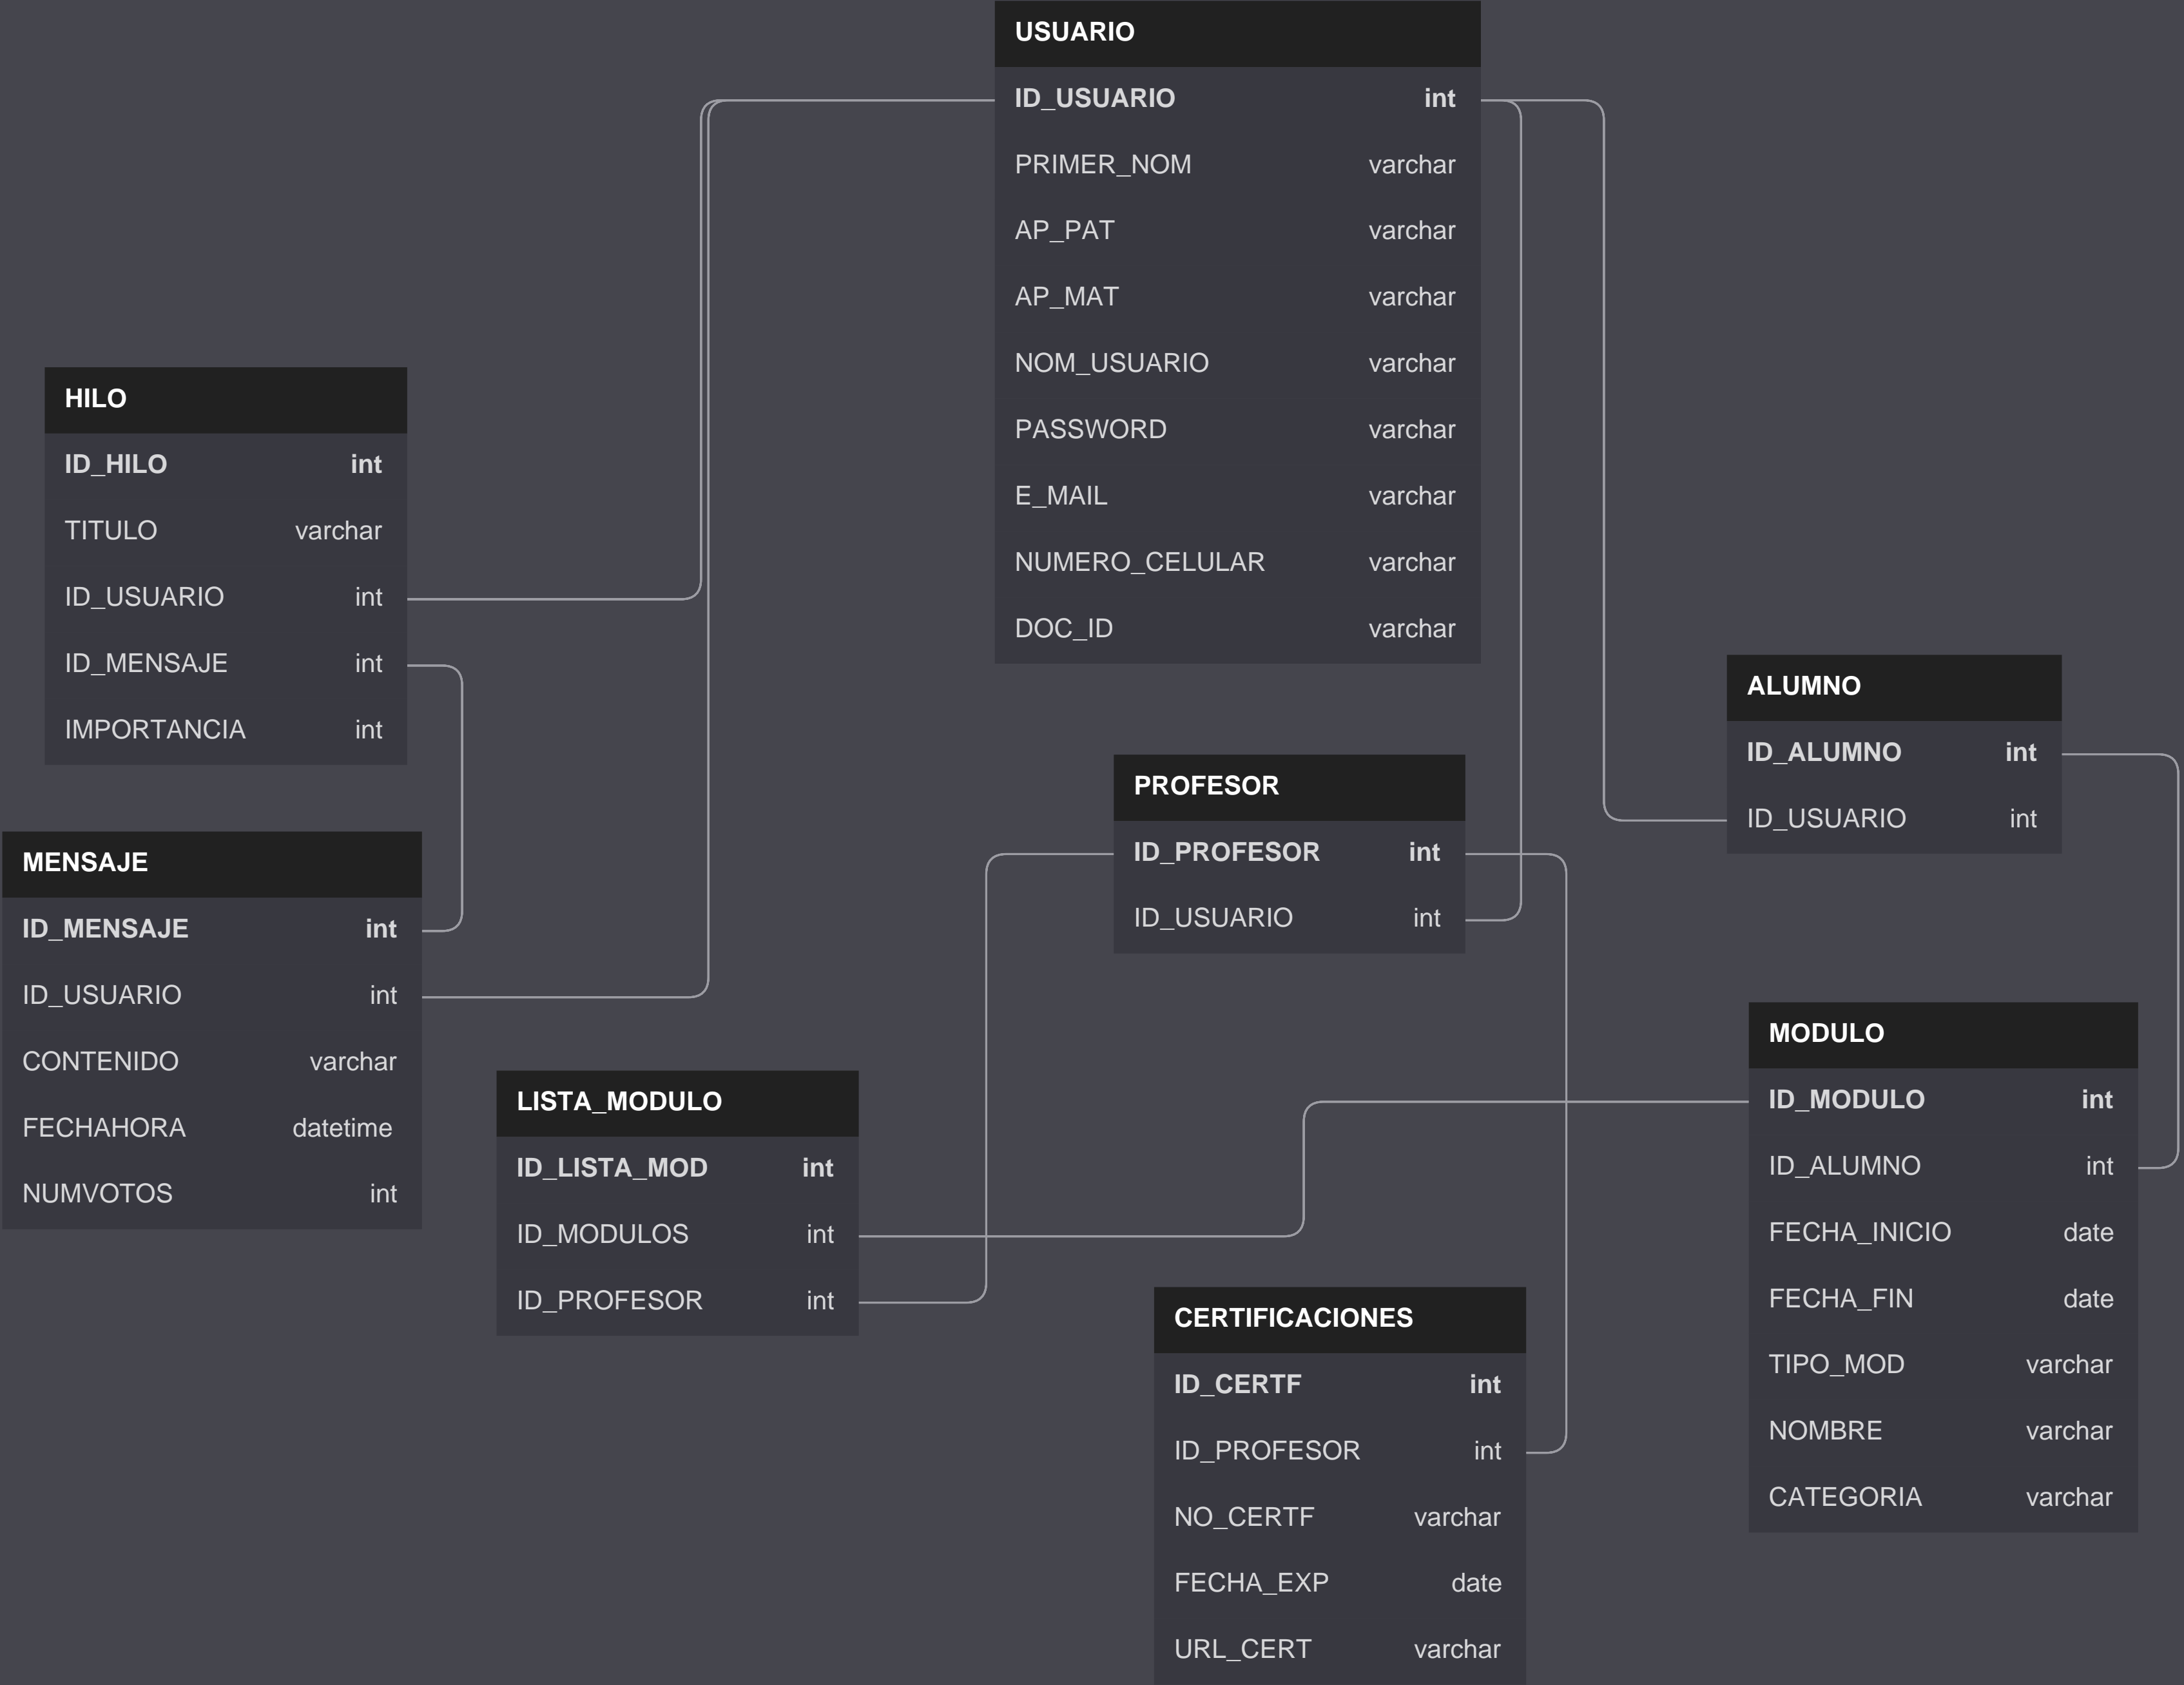 USUARIO
ID_USUARIO int
PRIMER_NOM varchar
AP_PAT varchar
AP_MAT varchar
NOM_USUARIO varchar
PASSWORD varchar
E_MAIL varchar
NUMERO_CELULAR varchar
DOC_ID varchar
HILO
ID_HILO int
TITULO varchar
ID_USUARIO int
ID_MENSAJE int
IMPORTANCIA int
MENSAJE
ID_MENSAJE int
ID_USUARIO int
CONTENIDO varchar
FECHAHORA datetime
NUMVOTOS int
PROFESOR
ID_PROFESOR int
ID_USUARIO int
ALUMNO
ID_ALUMNO int
ID_USUARIO int
LISTA_MODULO
ID_LISTA_MOD int
ID_MODULOS int
ID_PROFESOR int
MODULO
ID_MODULO int
ID_ALUMNO int
FECHA_INICIO date
FECHA_FIN date
TIPO_MOD varchar
NOMBRE varchar
CATEGORIA varchar
CERTIFICACIONES
ID_CERTF int
ID_PROFESOR int
NO_CERTF varchar
FECHA_EXP date
URL_CERT varchar